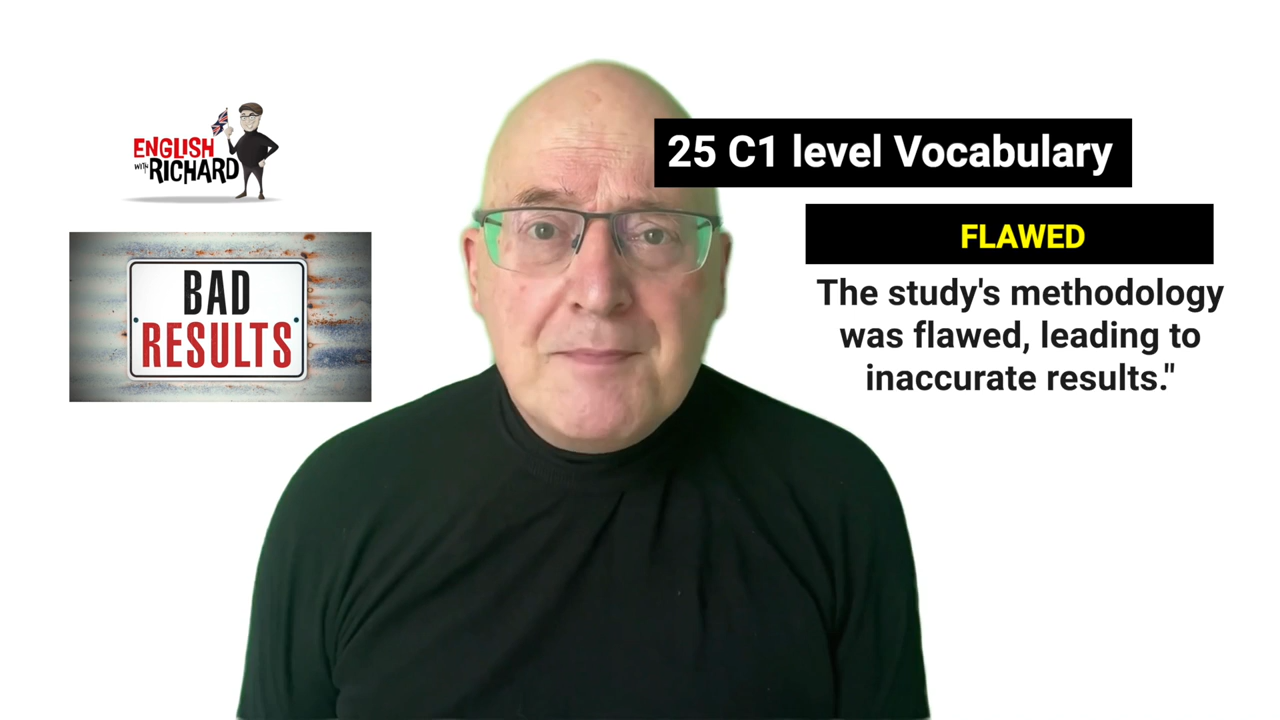 ENGLISH
WITH
RICHARD
BAD
RESULTS
25 C1 level Vocabulary
FLAWED
The study's methodology
was flawed, leading to
inaccurate results."